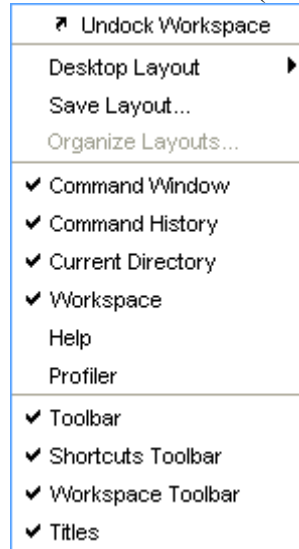 Undock Workspace
Desktop Layout
Save Layout...
Organize Layouts...
Command Window
Command History
Current Directory
Workspace
Help
Profiler
Toolbar
Shortcuts Toolbar
Workspace Toolbar
Titles